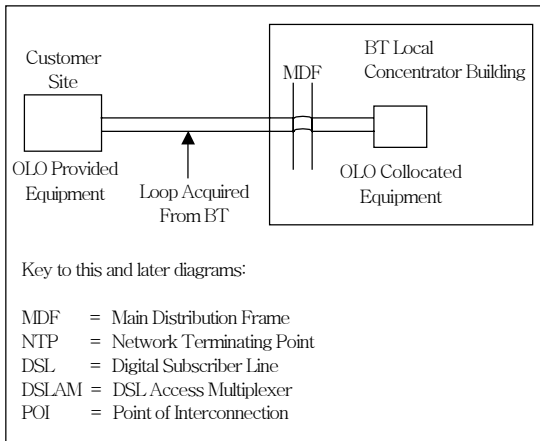 Customer
Site
OLO Provided
Equipment
Loop Acquired
From BT
MDF
BT Local
Concentrator Building
OLO Collocated
Equipment
Key to this and later diagrams:
MDF = Main Distribution Frame
NTP = Network Terminating Point
DSL = Digital Subscriber Line
DSLAM = DSL Access Multiplexer
POI = Point of Interconnection